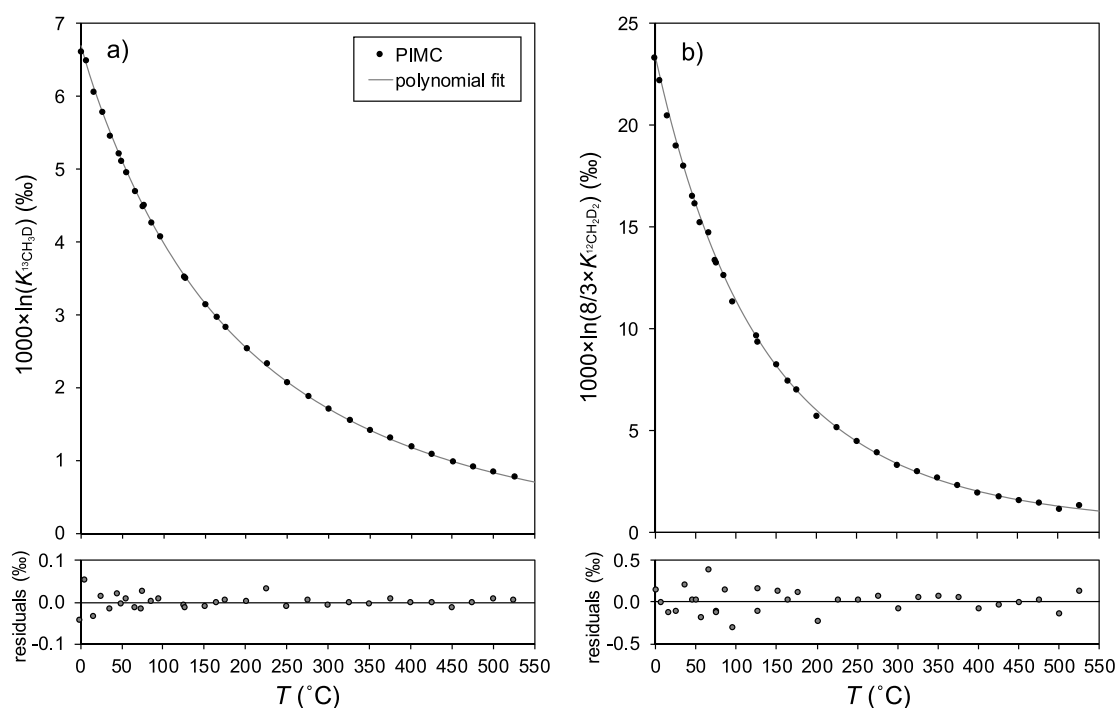 a)
PIMC
polynomial fit
1000×ln(K¹³CH₃D) (‰)
7
6
5
4
3
2
1
0
residuals (‰)
0.1
0.0
-0.1
0 50 100 150 200 250 300 350 400 450 500 550
T (˚C)
b)
1000×ln(8/3×K¹²CH₂D₂) (‰)
25
20
15
10
5
0
residuals (‰)
0.5
0.0
-0.5
0 50 100 150 200 250 300 350 400 450 500 550
T (˚C)